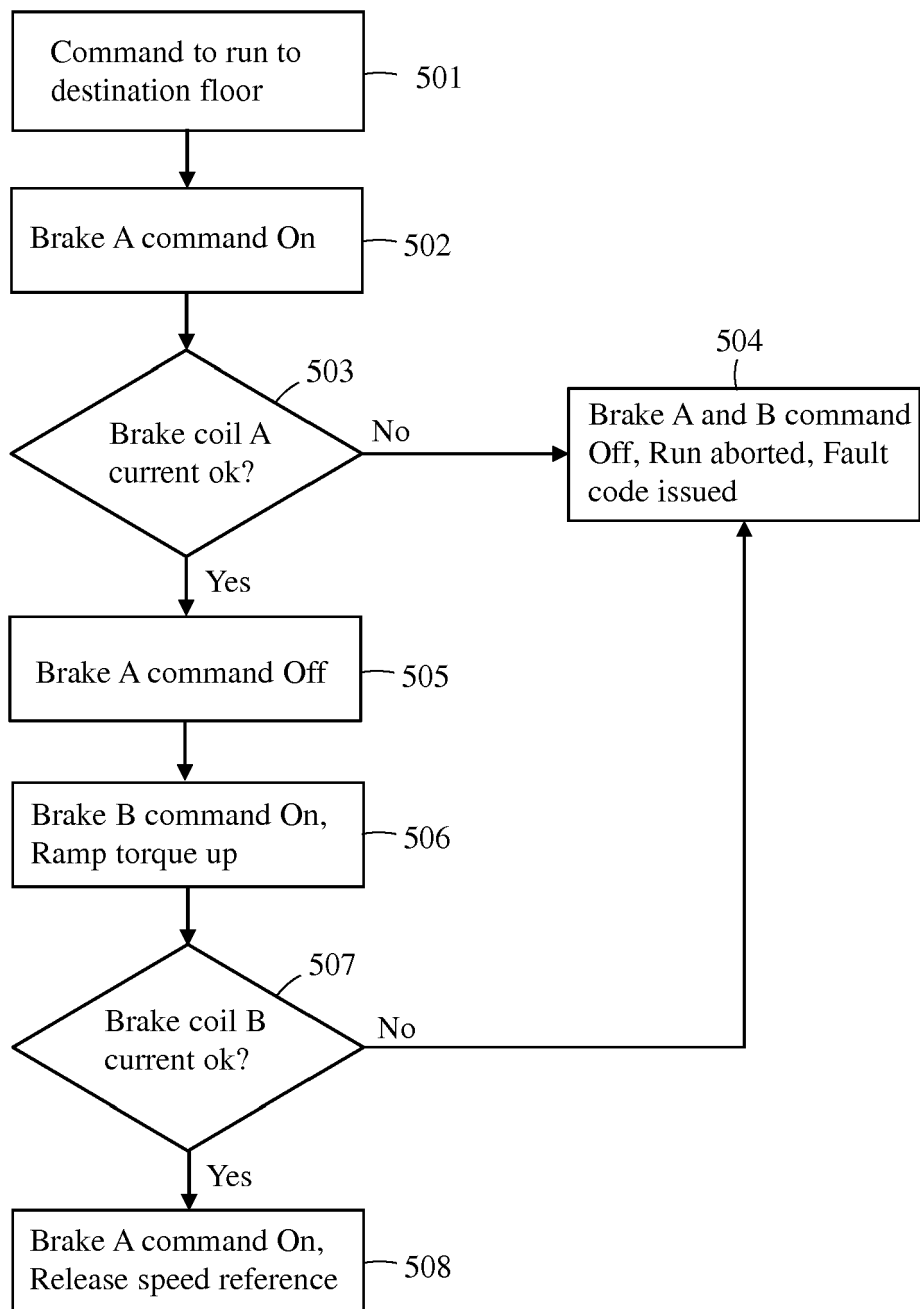 Command to run to
destination floor
501
Brake A command On
502
503
Brake coil A
current ok?
No
504
Brake A and B command
Off, Run aborted, Fault
code issued
Yes
Brake A command Off
505
Brake B command On,
Ramp torque up
506
507
Brake coil B
current ok?
No
Yes
Brake A command On,
Release speed reference
508